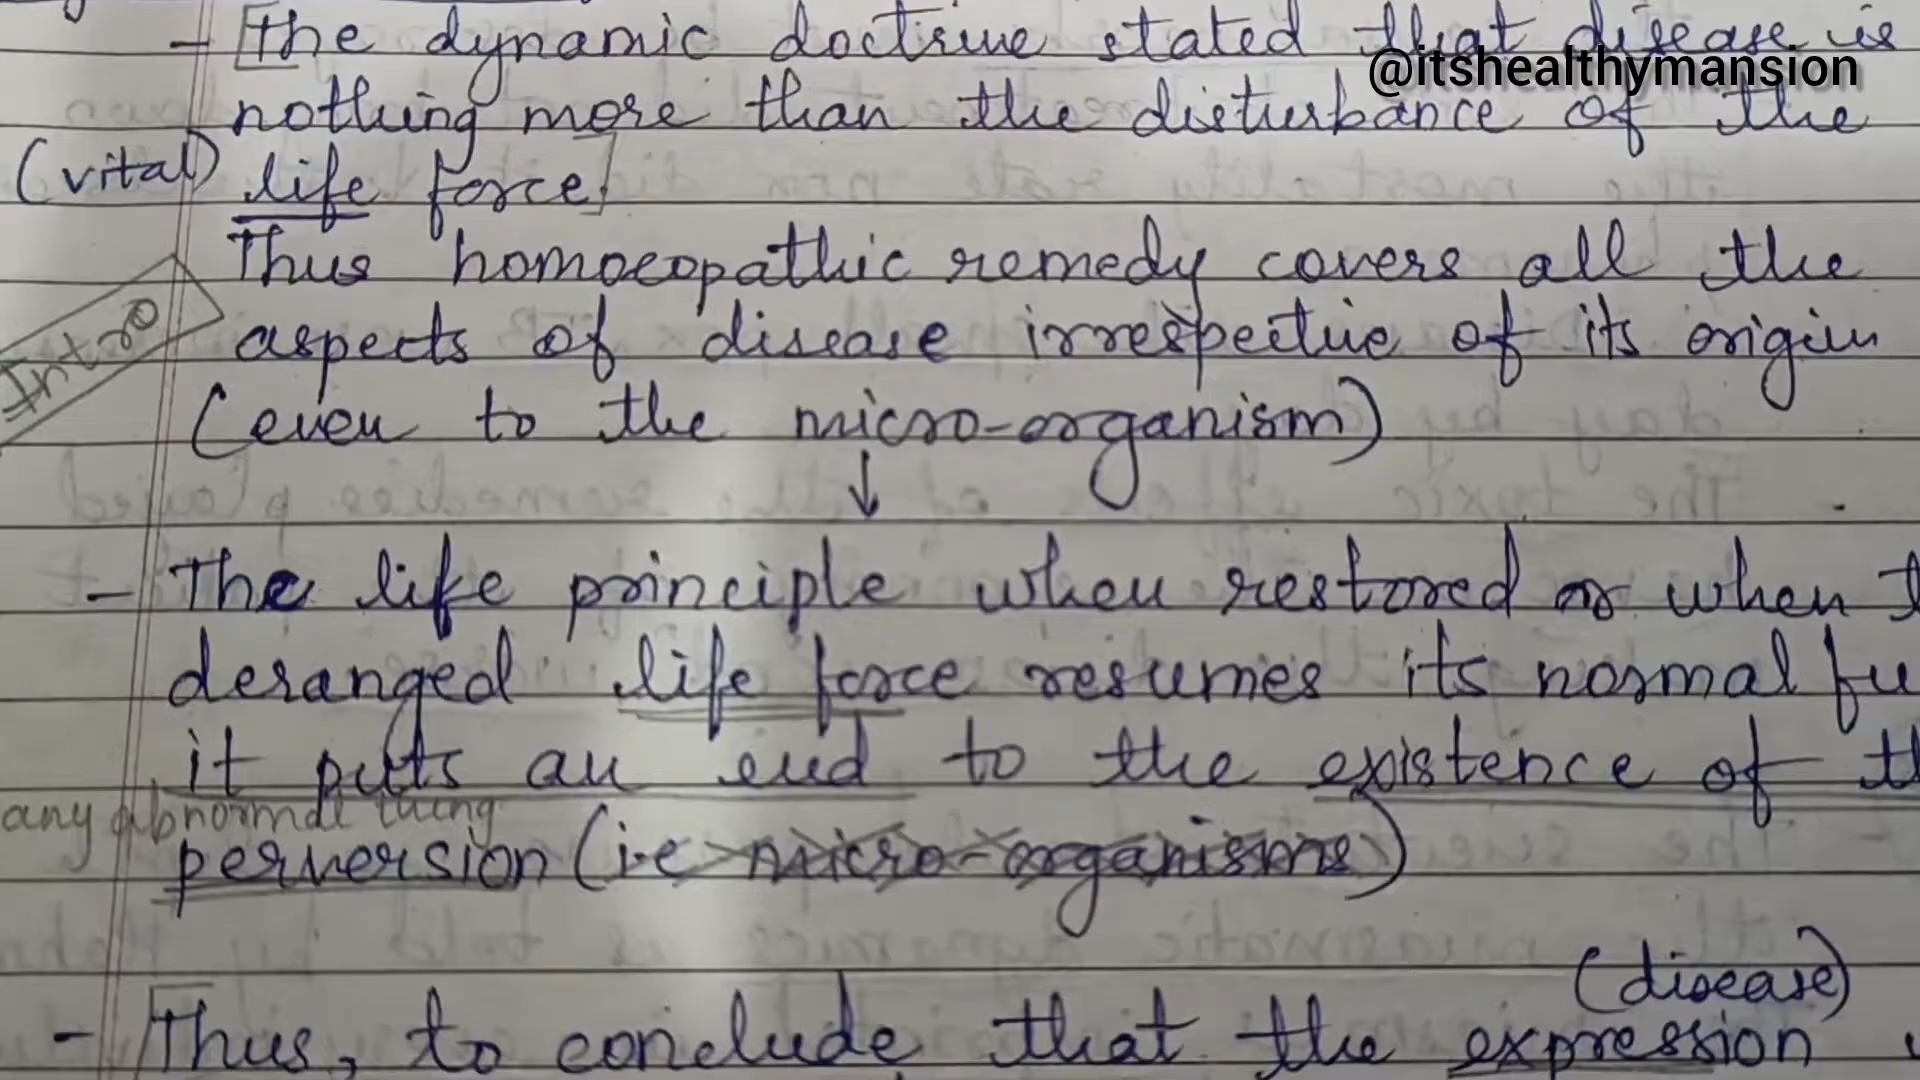 - The dynamic doctrine stated that disease is
@itshealthymansion
nothing more than the disturbance of the
(vital) life force
Thus homoeopathic remedy covers all the
Intro
aspects of disease irrespective of its origin
(even to the micro-organism)
↓
- The life principle when restored or when
deranged life force resumes its normal fu
it puts an end to the existence of th
any abnormal thing
perversion (i.e micro-organisms)
(disease)
- Thus, to conclude that the expression